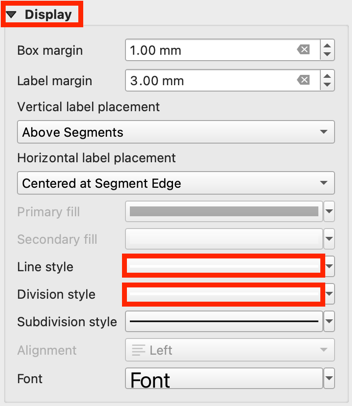 Display
Box margin 1.00 mm
Label margin 3.00 mm
Vertical label placement
Above Segments
Horizontal label placement
Centered at Segment Edge
Primary fill
Secondary fill
Line style
Division style
Subdivision style
Alignment Left
Font Font